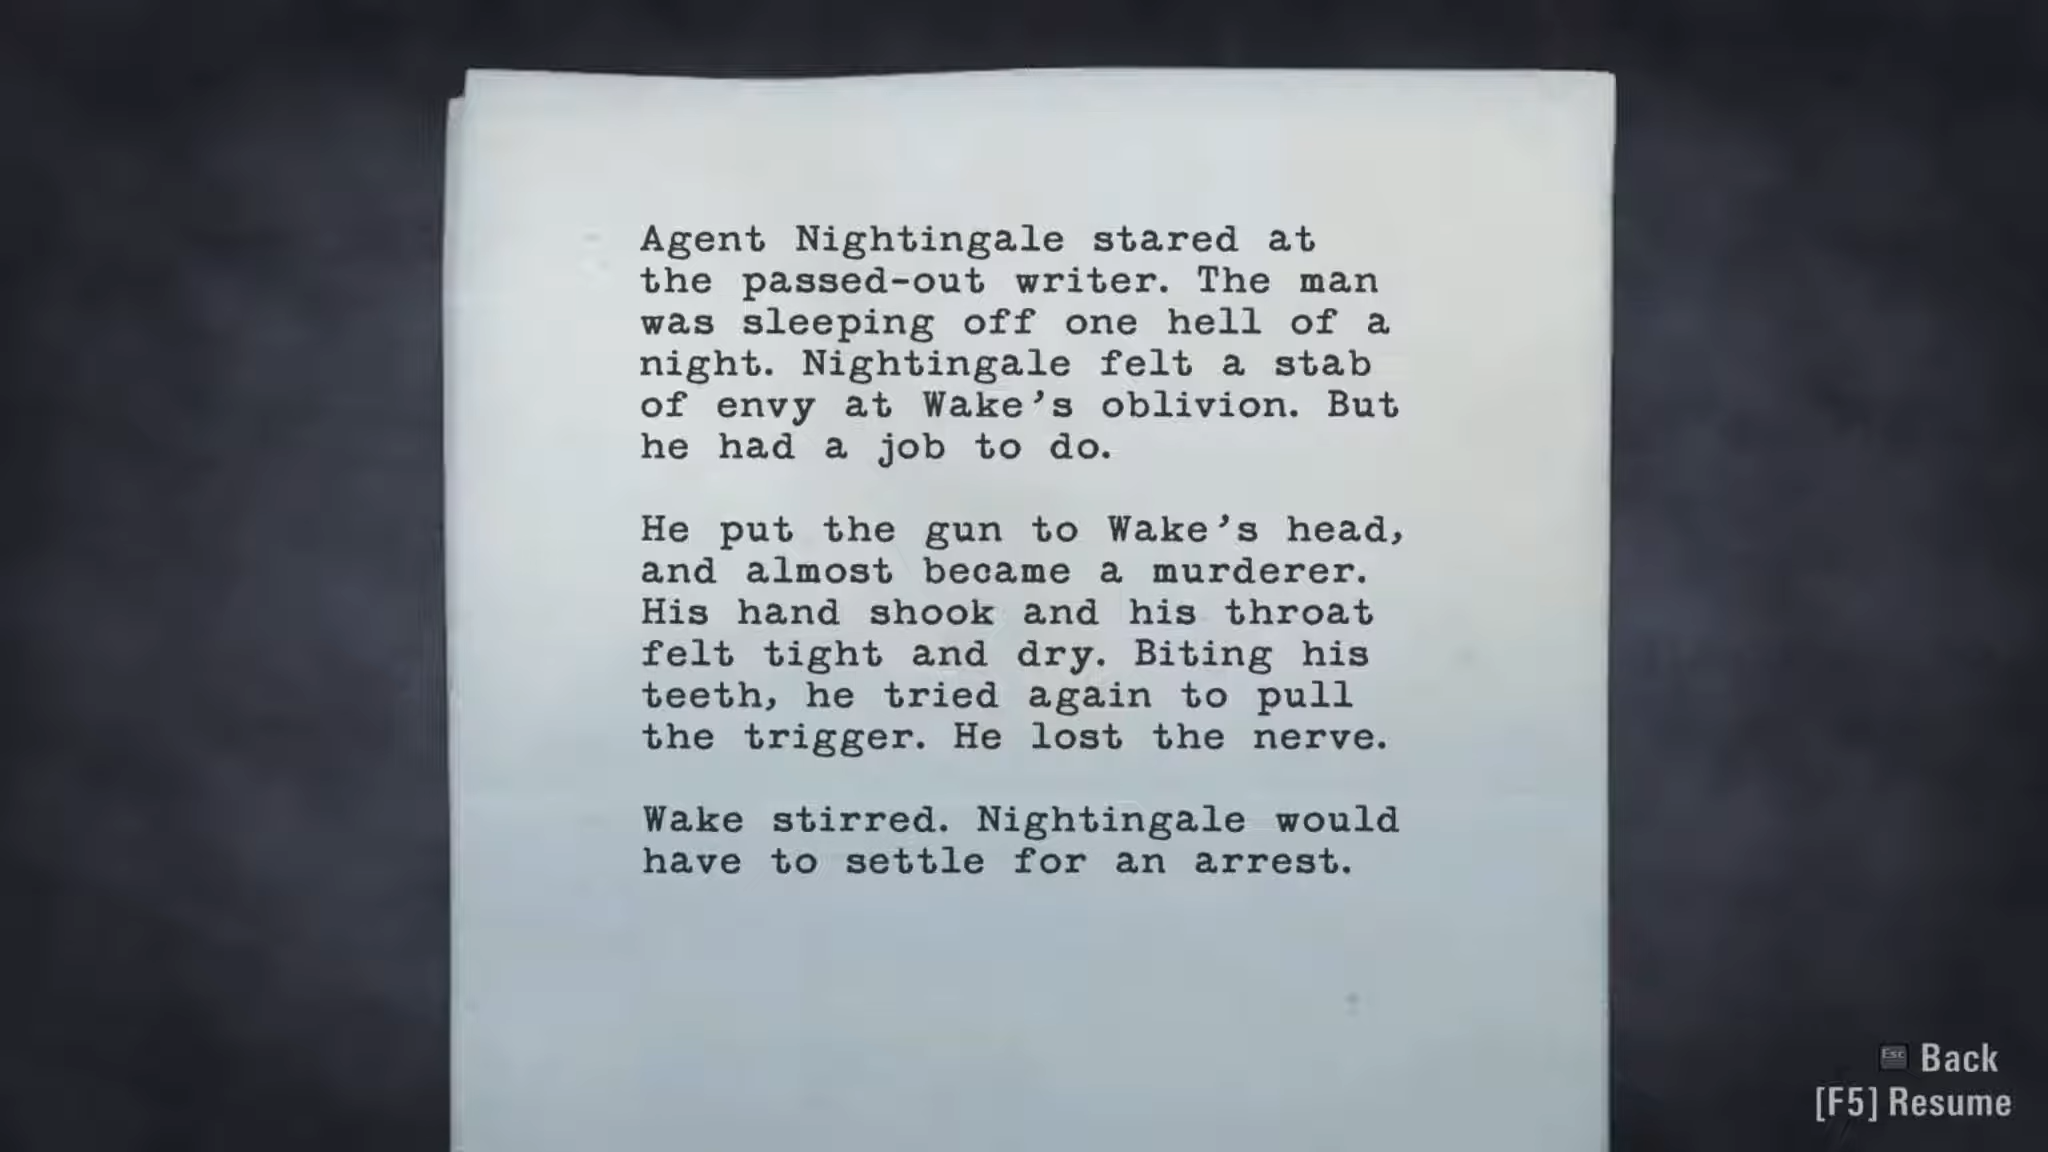 Agent Nightingale stared at
the passed-out writer. The man
was sleeping off one hell of a
night. Nightingale felt a stab
of envy at Wake's oblivion. But
he had a job to do.
He put the gun to Wake's head,
and almost became a murderer.
His hand shook and his throat
felt tight and dry. Biting his
teeth, he tried again to pull
the trigger. He lost the nerve.
Wake stirred. Nightingale would
have to settle for an arrest.
Esc Back
[F5] Resume